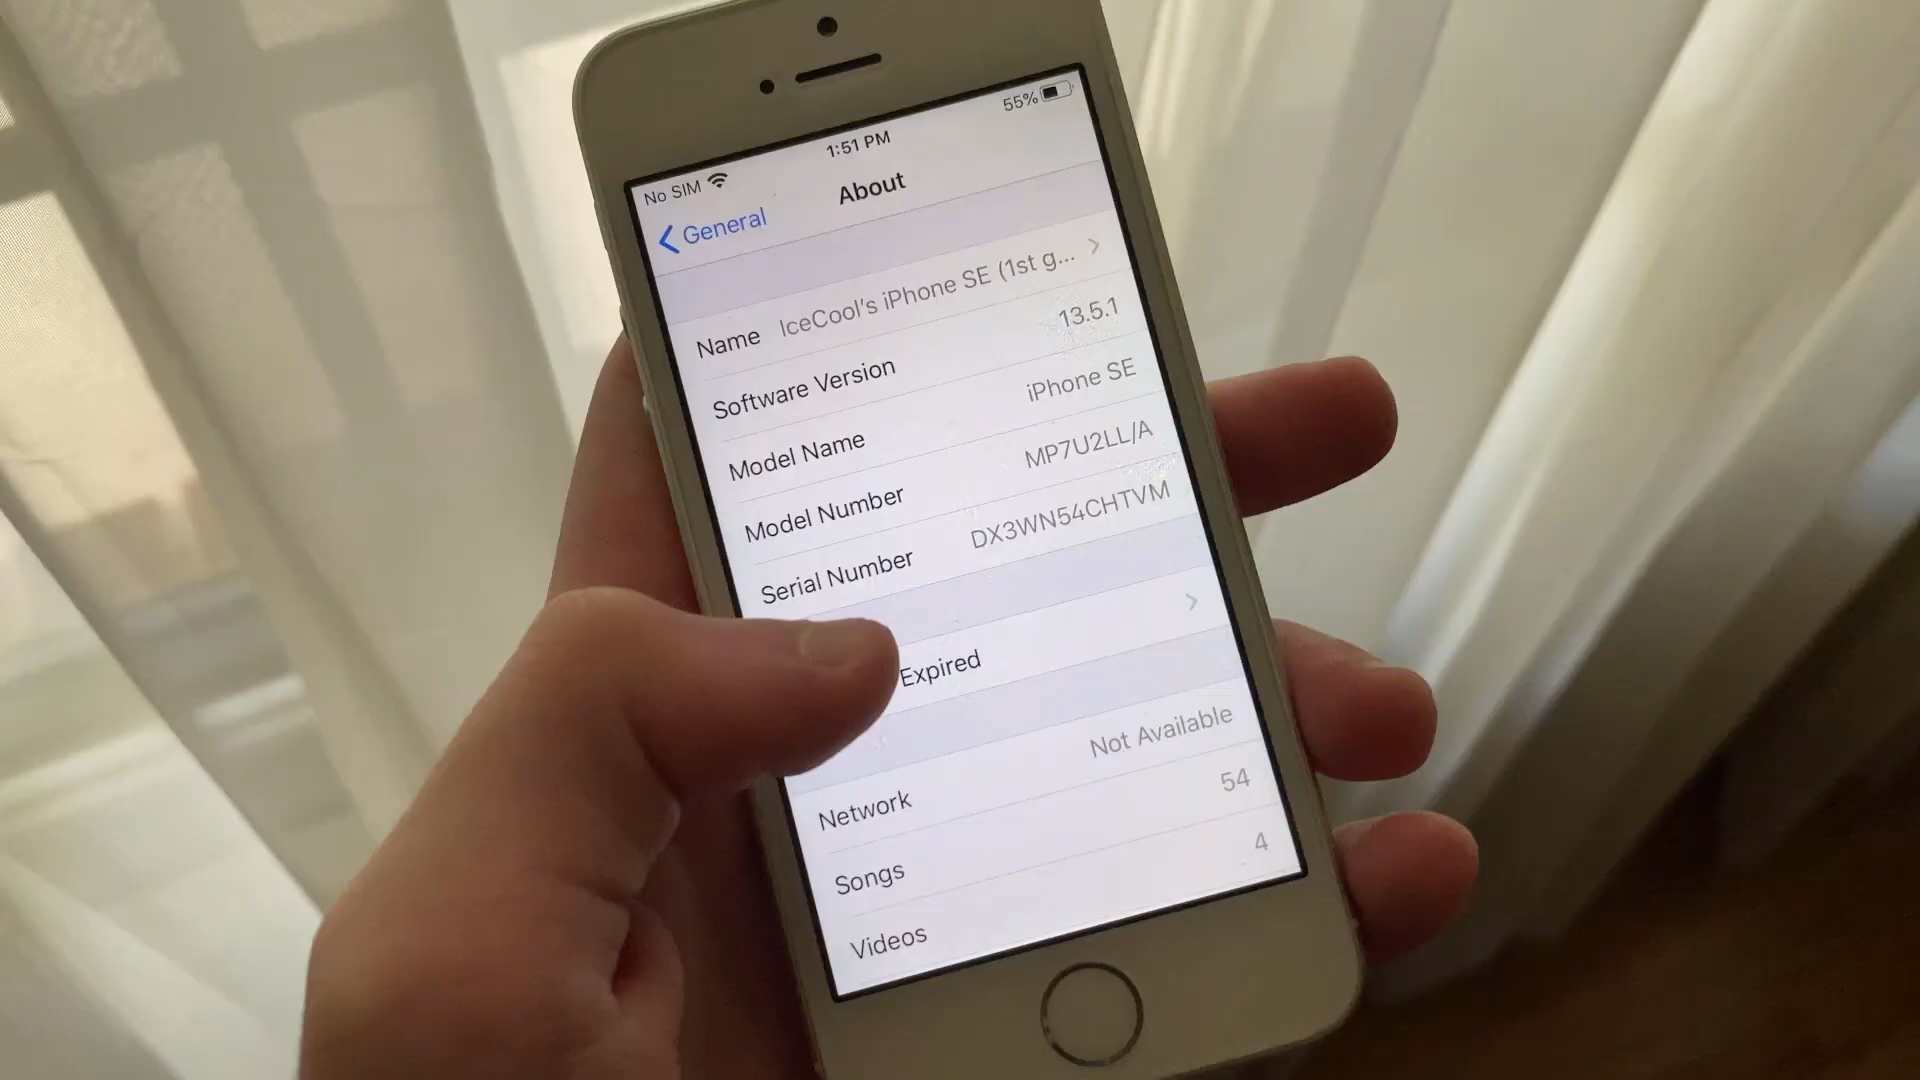 No SIM 1:51 PM 55%
General About
Name IceCool's iPhone SE (1st g...
Software Version 13.5.1
Model Name iPhone SE
Model Number MP7U2LL/A
Serial Number DX3WN54CHTVM
Expired
Network Not Available
Songs 54
Videos 4